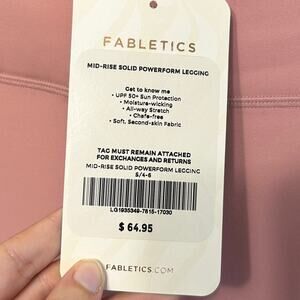 FABLETICS
MID-RISE SOLID POWERFORM LEGGING
Get to know me
• UPF 50+ Sun Protection
• Moisture-wicking
• All-way Stretch
• Chafe-free
• Soft, Second-skin Fabric
TAG MUST REMAIN ATTACHED
FOR EXCHANGES AND RETURNS
MID-RISE SOLID POWERFORM LEGGING
S/4-6
LG1935349-7615-17030
$ 64.95
FABLETICS.COM